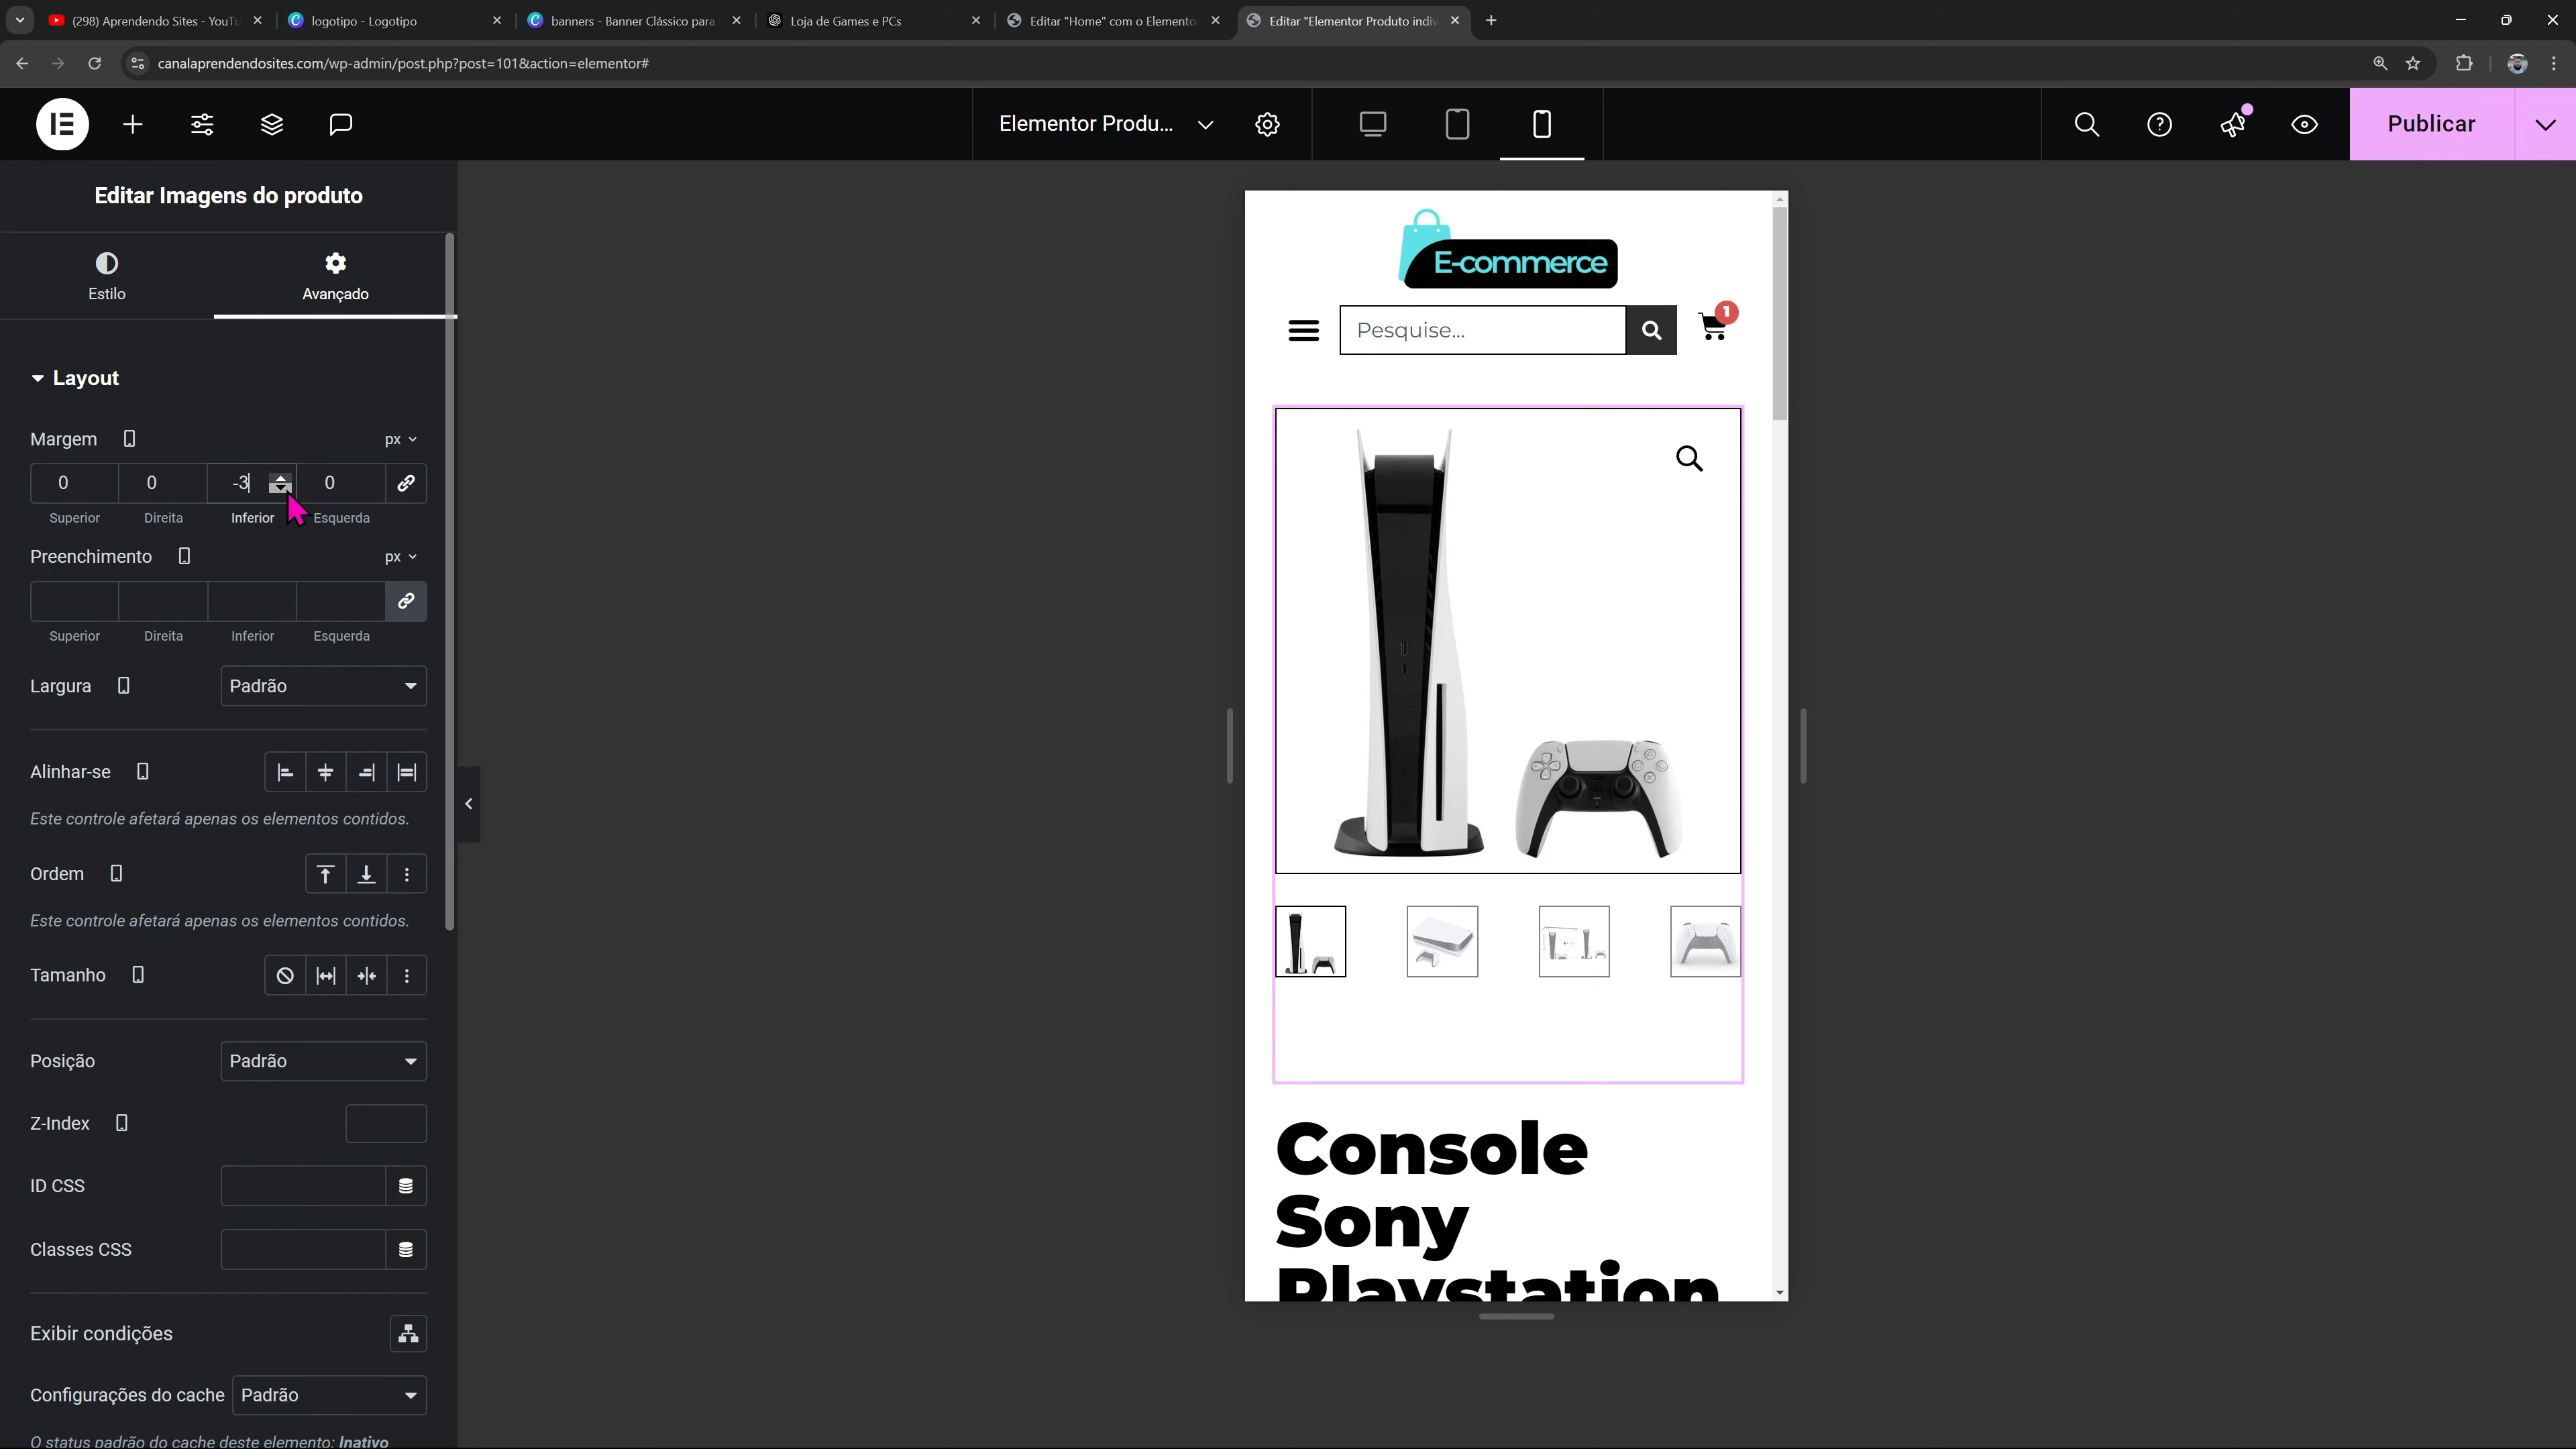 (298) Aprendendo Sites - YouTu
logotipo - Logotipo
banners - Banner Clássico para
Loja de Games e PCs
Editar "Home" com o Elemento
Editar "Elementor Produto indiv
canalaprendendosites.com/wp-admin/post.php?post=101&action=elementor#
Elementor Produ...
Publicar
Editar Imagens do produto
Estilo
Avançado
Layout
Margem
px
0
0
-3
0
Superior
Direita
Inferior
Esquerda
Preenchimento
px
Superior
Direita
Inferior
Esquerda
Largura
Padrão
Alinhar-se
Este controle afetará apenas os elementos contidos.
Ordem
Este controle afetará apenas os elementos contidos.
Tamanho
Posição
Padrão
Z-Index
ID CSS
Classes CSS
Exibir condições
Configurações do cache
Padrão
O status padrão do cache deste elemento: Inativo
E-commerce
Pesquise...
1
Console
Sony
Playstation